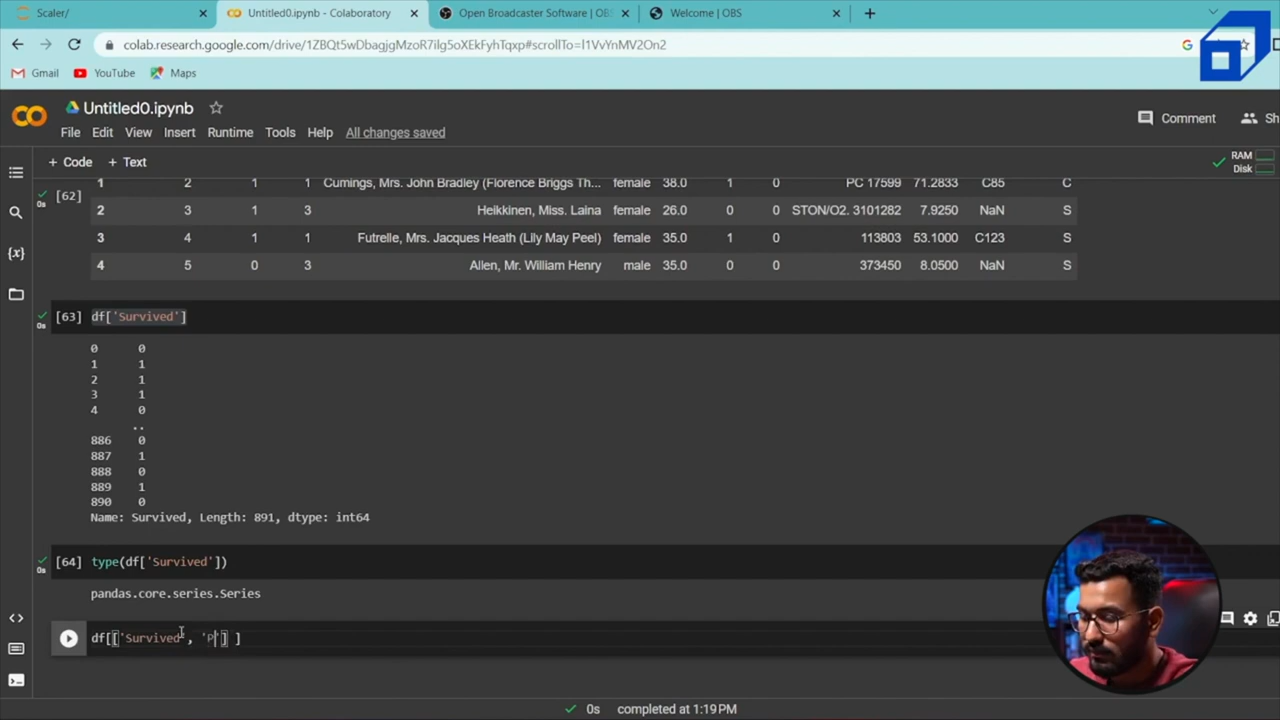 Scaler/
Untitled0.ipynb - Colaboratory
Open Broadcaster Software | OBS
Welcome | OBS
colab.research.google.com/drive/1ZBQt5wDbagjgMzoR7iIg5oXEkFyhTqxp#scrollTo=l1VvYnMV2On2
Gmail YouTube Maps
Untitled0.ipynb
File Edit View Insert Runtime Tools Help All changes saved
Comment Sh
+ Code + Text
RAM
Disk
[62]
0s
1 2 1 1 Cumings, Mrs. John Bradley (Florence Briggs Th... female 38.0 1 0 PC 17599 71.2833 C85 C
2 3 1 3 Heikkinen, Miss. Laina female 26.0 0 0 STON/O2. 3101282 7.9250 NaN S
3 4 1 1 Futrelle, Mrs. Jacques Heath (Lily May Peel) female 35.0 1 0 113803 53.1000 C123 S
4 5 0 3 Allen, Mr. William Henry male 35.0 0 0 373450 8.0500 NaN S
[63] df['Survived']
0s
0 0
1 1
2 1
3 1
4 0
..
886 0
887 1
888 0
889 1
890 0
Name: Survived, Length: 891, dtype: int64
[64] type(df['Survived'])
0s
pandas.core.series.Series
df[['Survived', 'P'] ]
0s completed at 1:19 PM